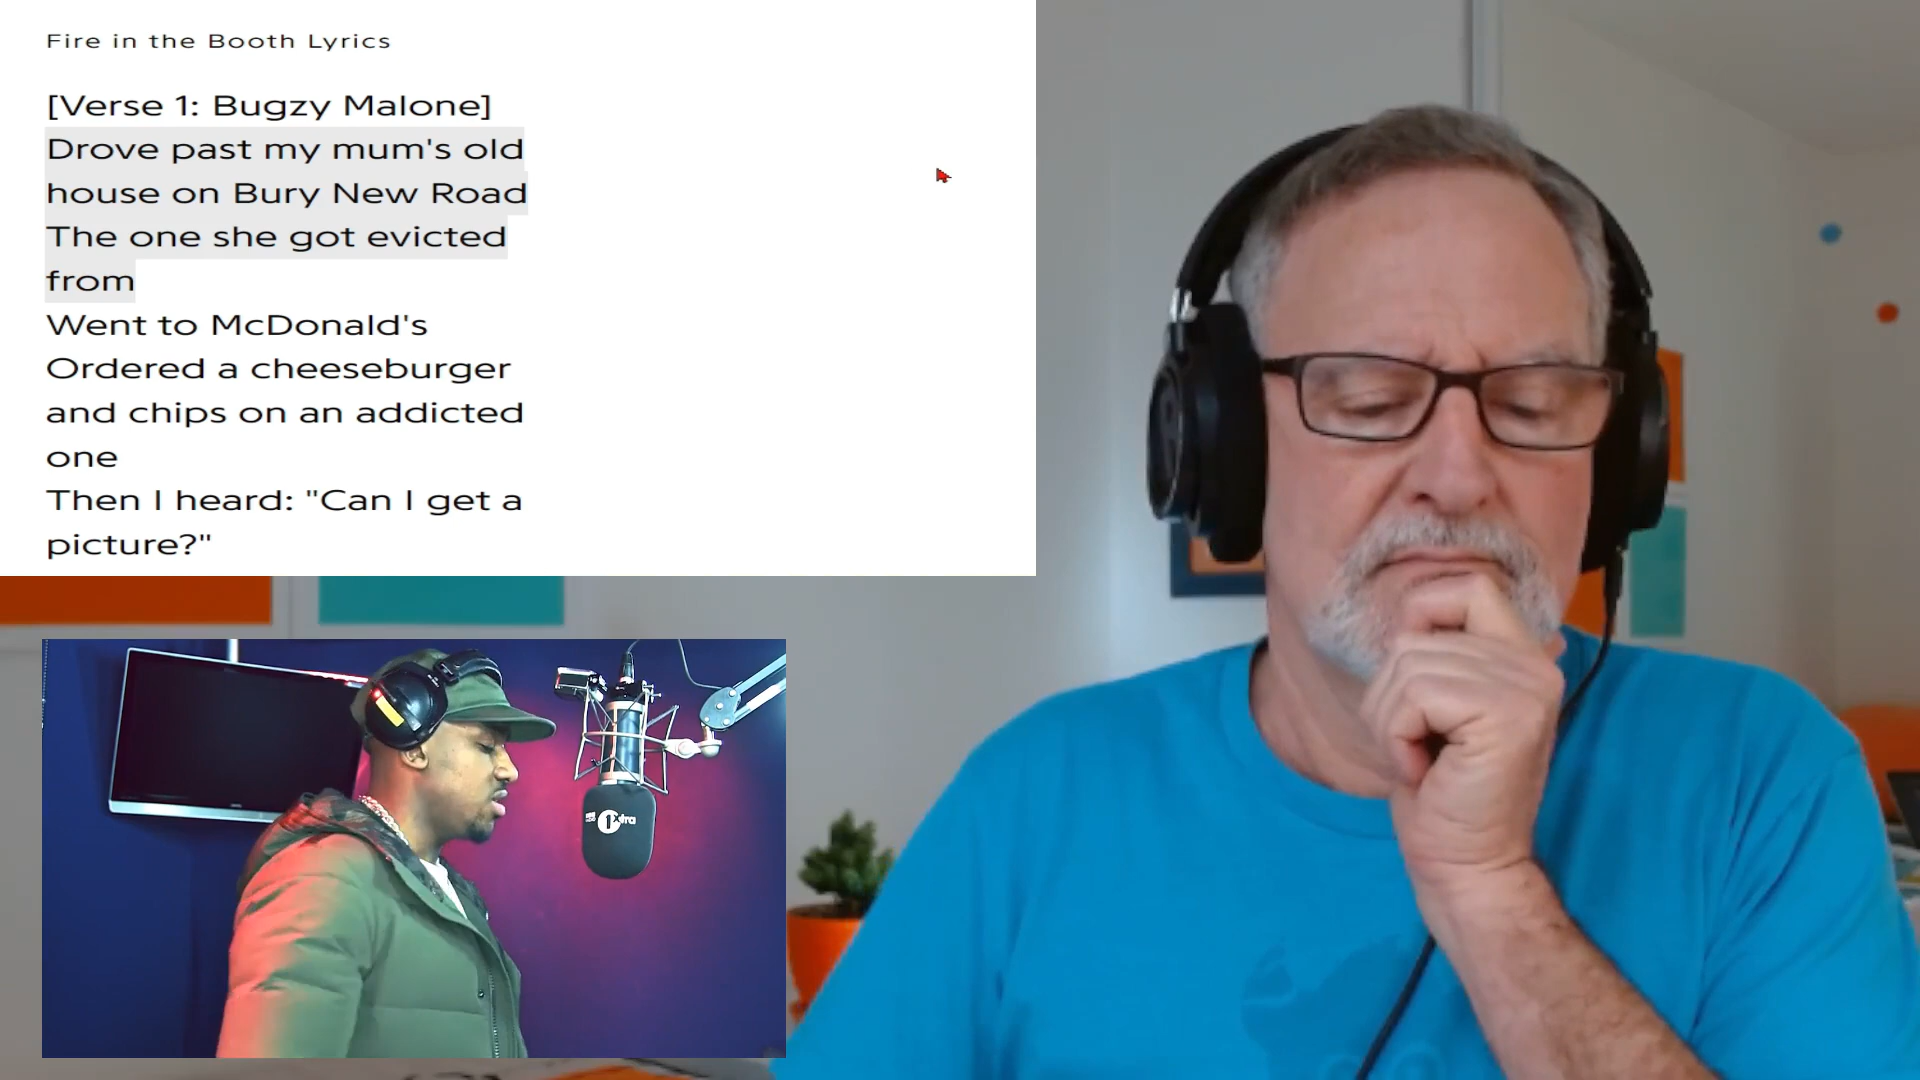 Fire in the Booth Lyrics
[Verse 1: Bugzy Malone]
Drove past my mum's old
house on Bury New Road
The one she got evicted
from
Went to McDonald's
Ordered a cheeseburger
and chips on an addicted
one
Then I heard: "Can I get a
picture?"
1Xtra